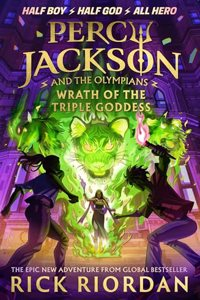 HALF BOY ⚡ HALF GOD ⚡ ALL HERO
PERCY
JACKSON
AND THE OLYMPIANS
WRATH OF THE
TRIPLE GODDESS
THE EPIC NEW ADVENTURE FROM GLOBAL BESTSELLER
RICK RIORDAN